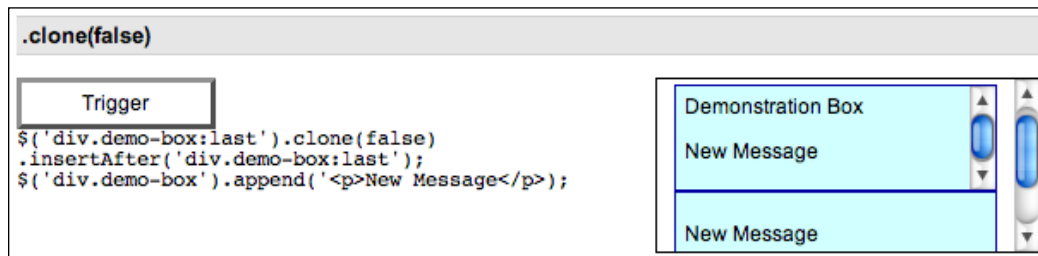 .clone(false)
Trigger
$('div.demo-box:last').clone(false)
.insertAfter('div.demo-box:last');
$('div.demo-box').append('<p>New Message</p>);
Demonstration Box
New Message
New Message